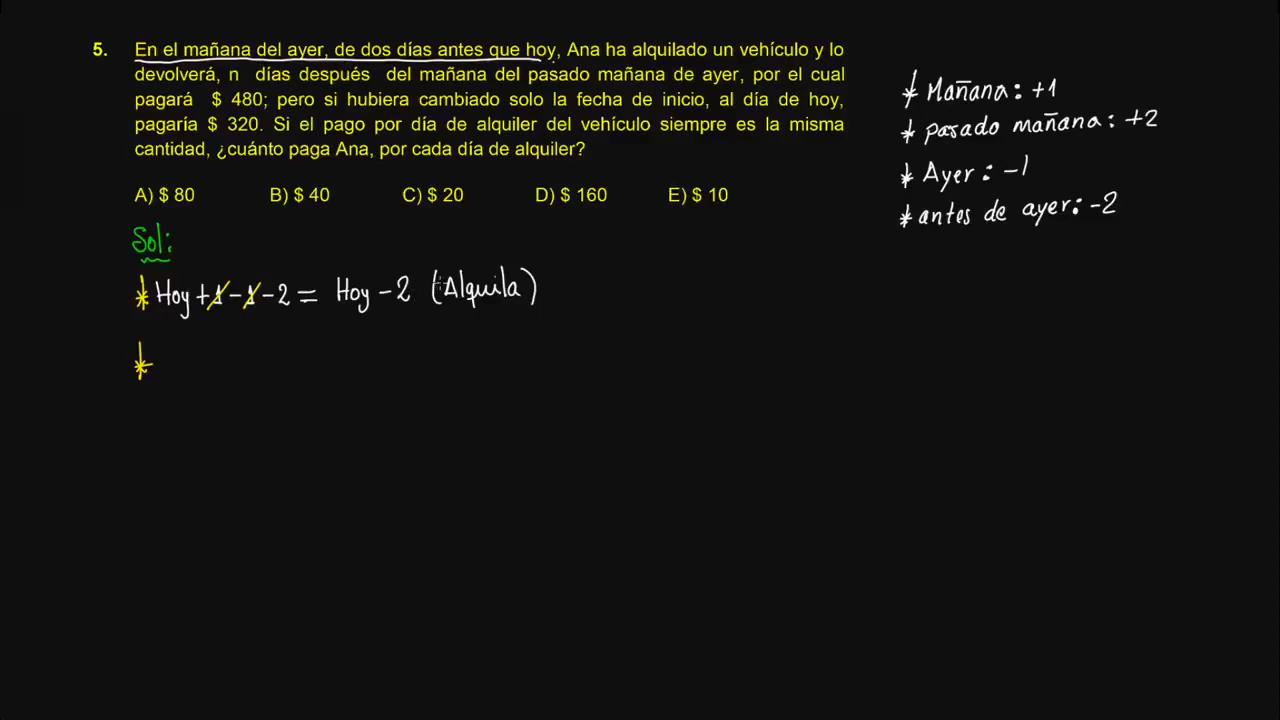 5. En el mañana del ayer, de dos días antes que hoy, Ana ha alquilado un vehículo y lo
devolverá, n días después del mañana del pasado mañana de ayer, por el cual
pagará $ 480; pero si hubiera cambiado solo la fecha de inicio, al día de hoy,
pagaría $ 320. Si el pago por día de alquiler del vehículo siempre es la misma
cantidad, ¿cuánto paga Ana, por cada día de alquiler?
A) $ 80 B) $ 40 C) $ 20 D) $ 160 E) $ 10
* Mañana: +1
* pasado mañana: +2
* Ayer: -1
* antes de ayer: -2
Sol:
* Hoy +1 -1 -2 = Hoy -2 (Alquila)
*